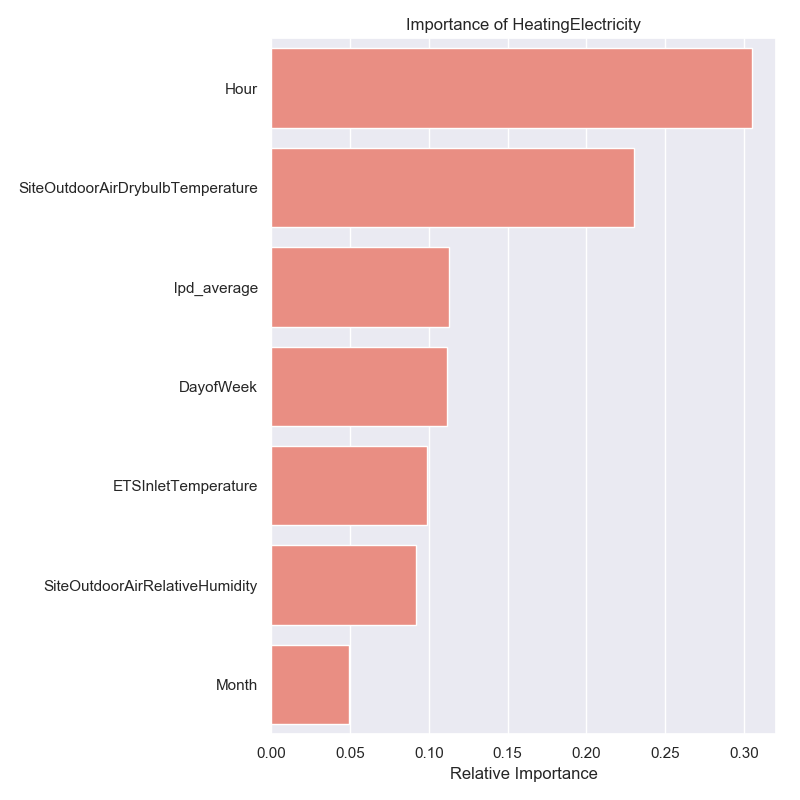 Importance of HeatingElectricity
Hour
SiteOutdoorAirDrybulbTemperature
lpd_average
DayofWeek
ETSInletTemperature
SiteOutdoorAirRelativeHumidity
Month
0.00 0.05 0.10 0.15 0.20 0.25 0.30
Relative Importance